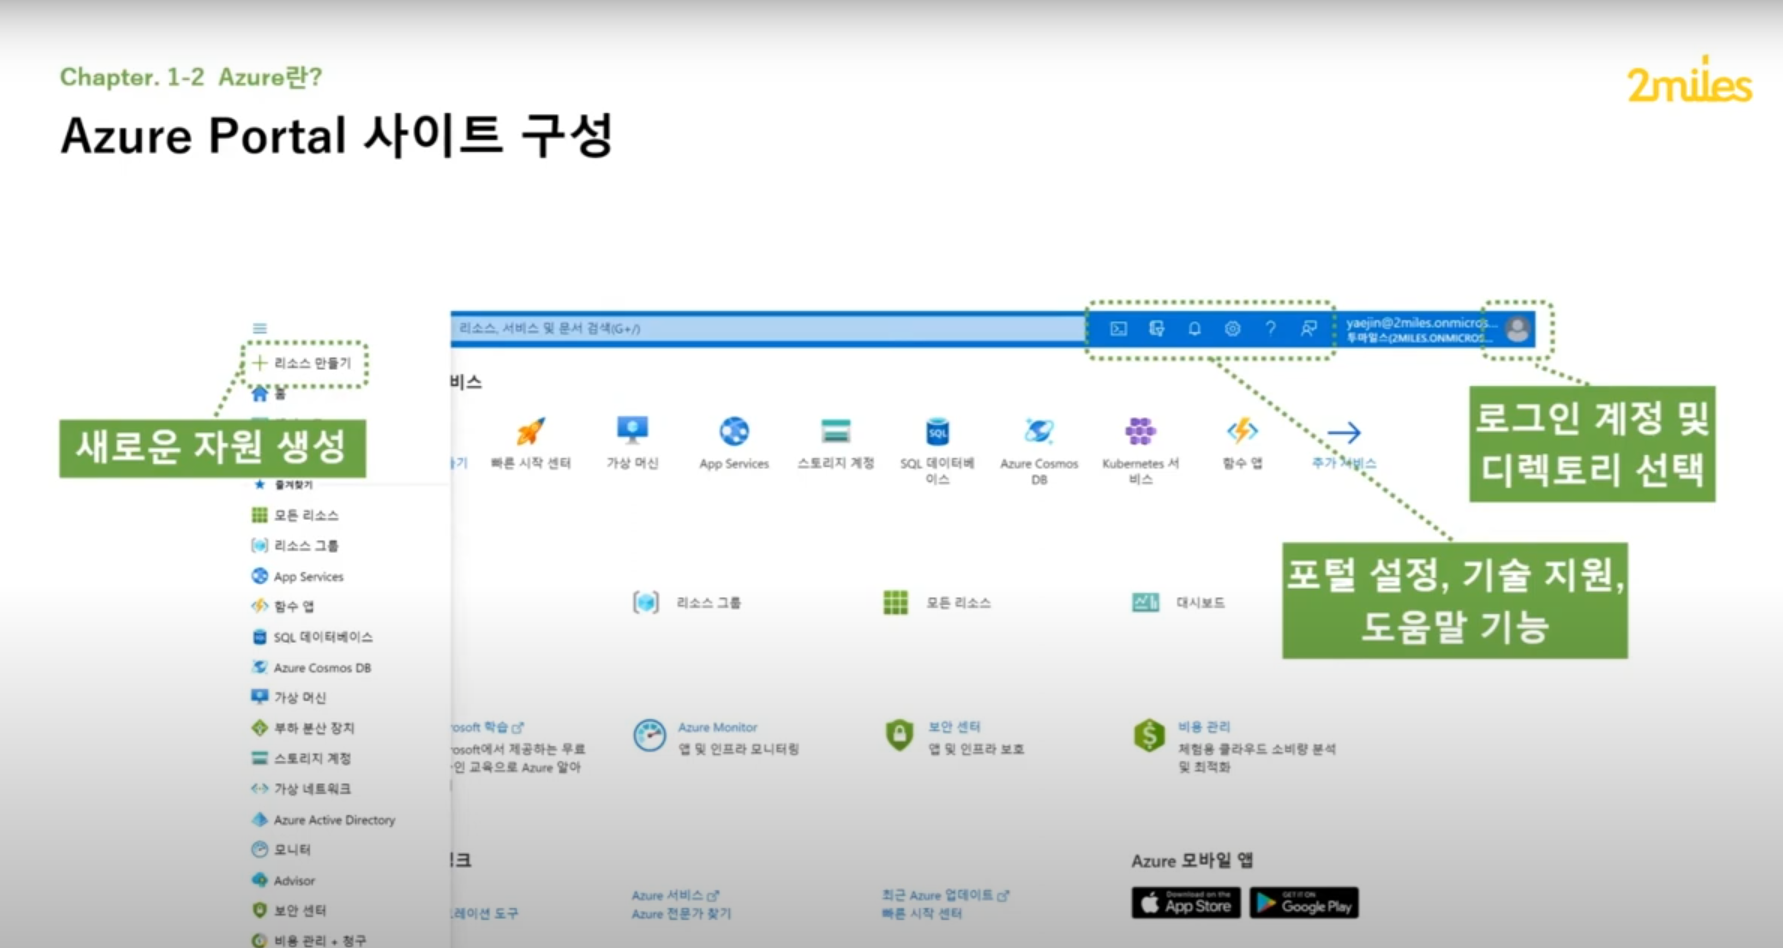 Chapter. 1-2 Azure란?
2miles
Azure Portal 사이트 구성
리소스, 서비스 및 문서 검색(G+/)
yaejin@2miles.onmicros...
투마일스(2MILES.ONMICROS...
리소스 만들기
홈
새로운 자원 생성
즐겨찾기
모든 리소스
리소스 그룹
App Services
함수 앱
SQL 데이터베이스
Azure Cosmos DB
가상 머신
부하 분산 장치
스토리지 계정
가상 네트워크
Azure Active Directory
모니터
Advisor
보안 센터
비용 관리 + 청구
비스
빠른 시작 센터
가상 머신
App Services
스토리지 계정
SQL
SQL 데이터베
이스
Azure Cosmos
DB
Kubernetes 서
비스
함수 앱
추가 서비스
로그인 계정 및
디렉토리 선택
포털 설정, 기술 지원,
도움말 기능
리소스 그룹
모든 리소스
대시보드
rosoft 학습
rosoft에서 제공하는 무료
인 교육으로 Azure 알아
Azure Monitor
앱 및 인프라 모니터링
보안 센터
앱 및 인프라 보호
비용 관리
체험용 클라우드 소비량 분석
및 최적화
링크
레이션 도구
Azure 서비스
Azure 전문가 찾기
최근 Azure 업데이트
빠른 시작 센터
Azure 모바일 앱
Download on the
App Store
GET IT ON
Google Play